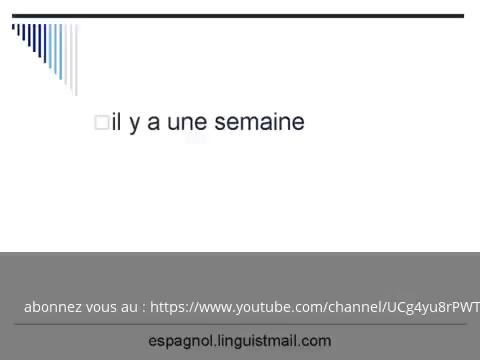 il y a une semaine
abonnez vous au : https://www.youtube.com/channel/UCg4yu8rPWT
espagnol.linguistmail.com